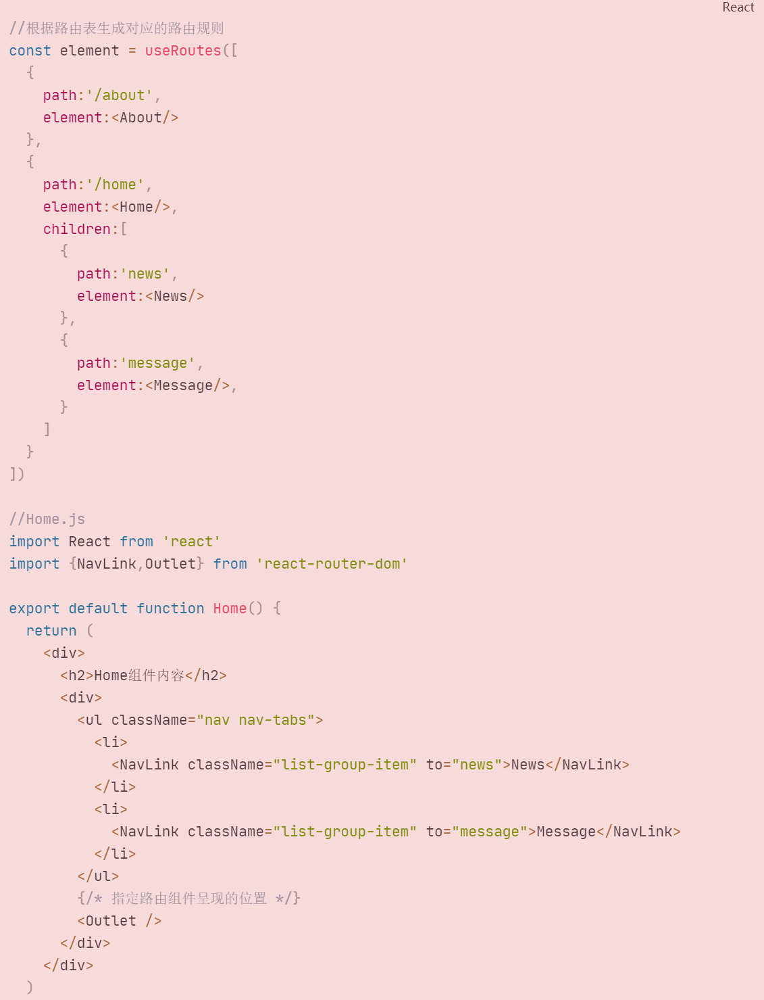 React
//根据路由表生成对应的路由规则
const element = useRoutes([
  {
    path:'/about',
    element:<About/>
  },
  {
    path:'/home',
    element:<Home/>,
    children:[
      {
        path:'news',
        element:<News/>
      },
      {
        path:'message',
        element:<Message/>,
      }
    ]
  }
])

//Home.js
import React from 'react'
import {NavLink,Outlet} from 'react-router-dom'

export default function Home() {
  return (
    <div>
      <h2>Home组件内容</h2>
      <div>
        <ul className="nav nav-tabs">
          <li>
            <NavLink className="list-group-item" to="news">News</NavLink>
          </li>
          <li>
            <NavLink className="list-group-item" to="message">Message</NavLink>
          </li>
        </ul>
        {/* 指定路由组件呈现的位置 */}
        <Outlet />
      </div>
    </div>
  )